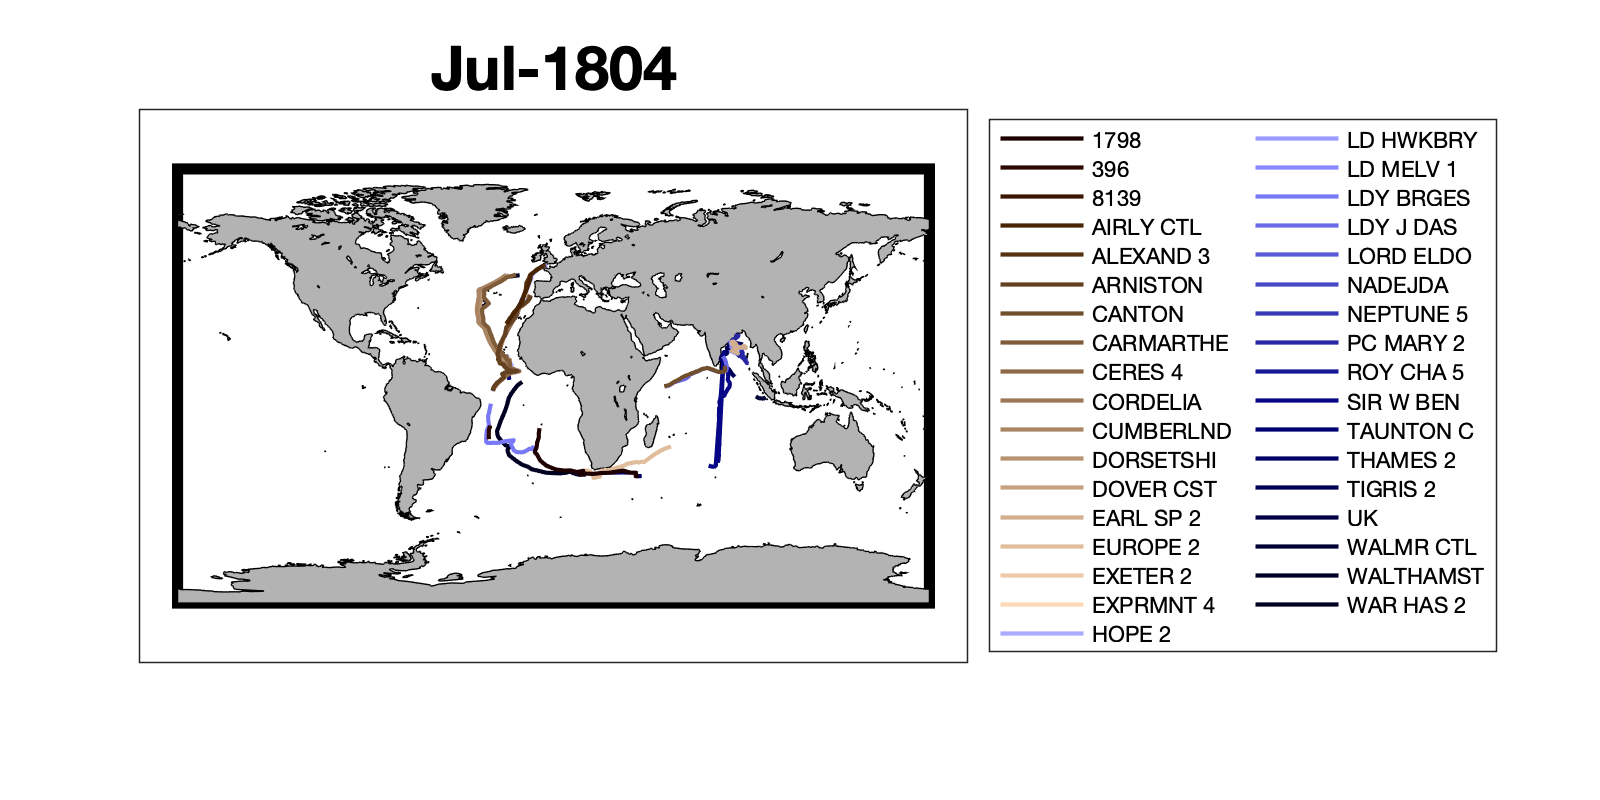 Jul-1804
1798
396
8139
AIRLY CTL
ALEXAND 3
ARNISTON
CANTON
CARMARTHE
CERES 4
CORDELIA
CUMBERLND
DORSETSHI
DOVER CST
EARL SP 2
EUROPE 2
EXETER 2
EXPRMNT 4
HOPE 2
LD HWKBRY
LD MELV 1
LDY BRGES
LDY J DAS
LORD ELDO
NADEJDA
NEPTUNE 5
PC MARY 2
ROY CHA 5
SIR W BEN
TAUNTON C
THAMES 2
TIGRIS 2
UK
WALMR CTL
WALTHAMST
WAR HAS 2